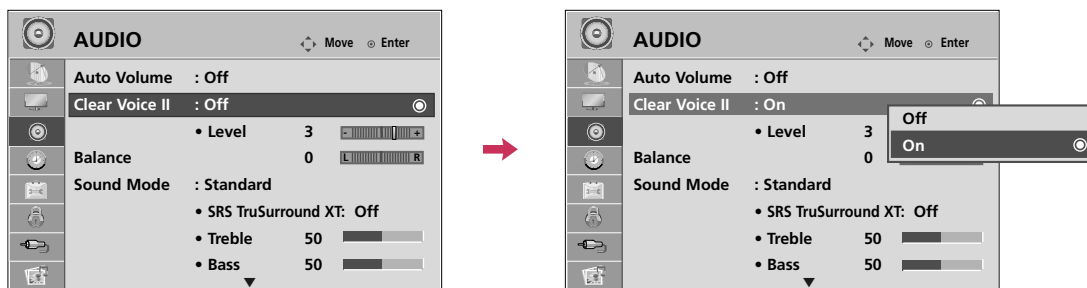 AUDIO Move Enter
Auto Volume : Off
Clear Voice II : Off
• Level 3 - +
Balance 0 L R
Sound Mode : Standard
• SRS TruSurround XT: Off
• Treble 50
• Bass 50
AUDIO Move Enter
Auto Volume : Off
Clear Voice II : On
• Level 3
Balance 0
Sound Mode : Standard
• SRS TruSurround XT: Off
• Treble 50
• Bass 50
Off
On